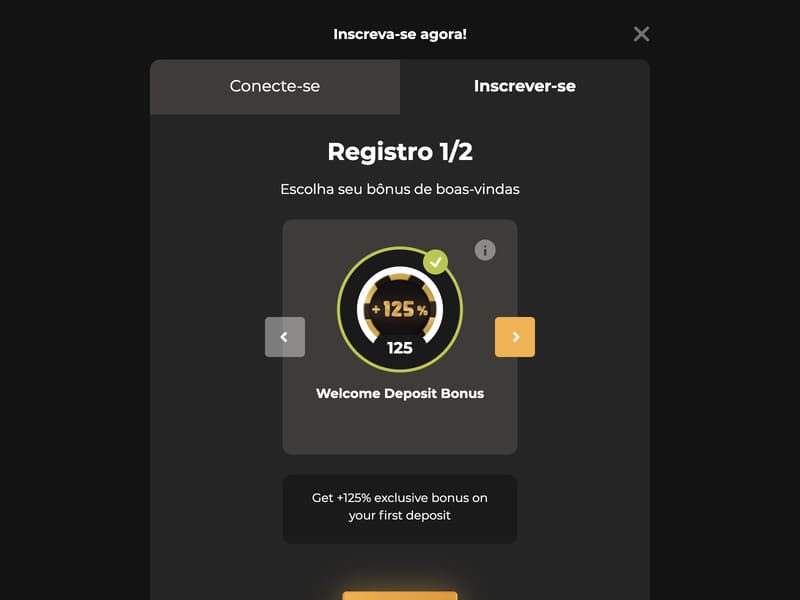 Inscreva-se agora!
Conecte-se
Inscrever-se
Registro 1/2
Escolha seu bônus de boas-vindas
+125%
125
Welcome Deposit Bonus
Get +125% exclusive bonus on
your first deposit